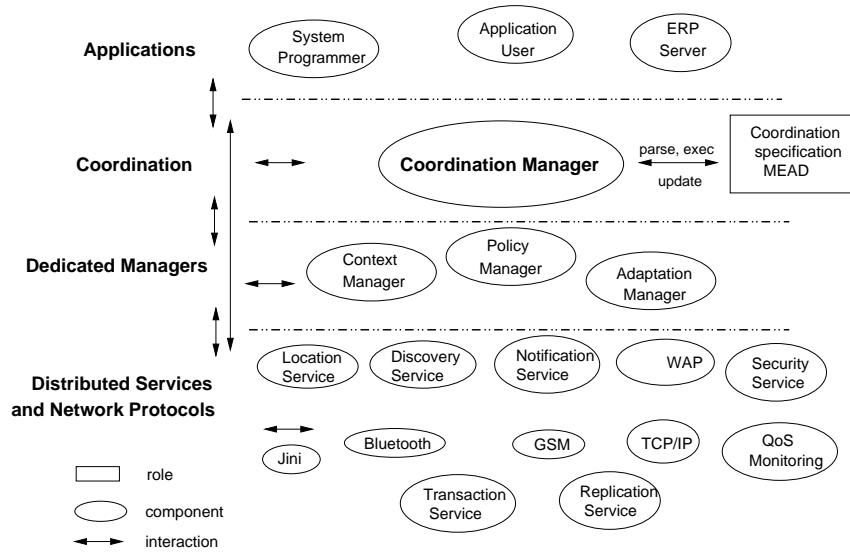 Applications
System
Programmer
Application
User
ERP
Server
Coordination
Coordination Manager
parse, exec
update
Coordination
specification
MEAD
Dedicated Managers
Context
Manager
Policy
Manager
Adaptation
Manager
Distributed Services
and Network Protocols
Location
Service
Discovery
Service
Notification
Service
WAP
Security
Service
Jini
Bluetooth
GSM
TCP/IP
QoS
Monitoring
Transaction
Service
Replication
Service
role
component
interaction